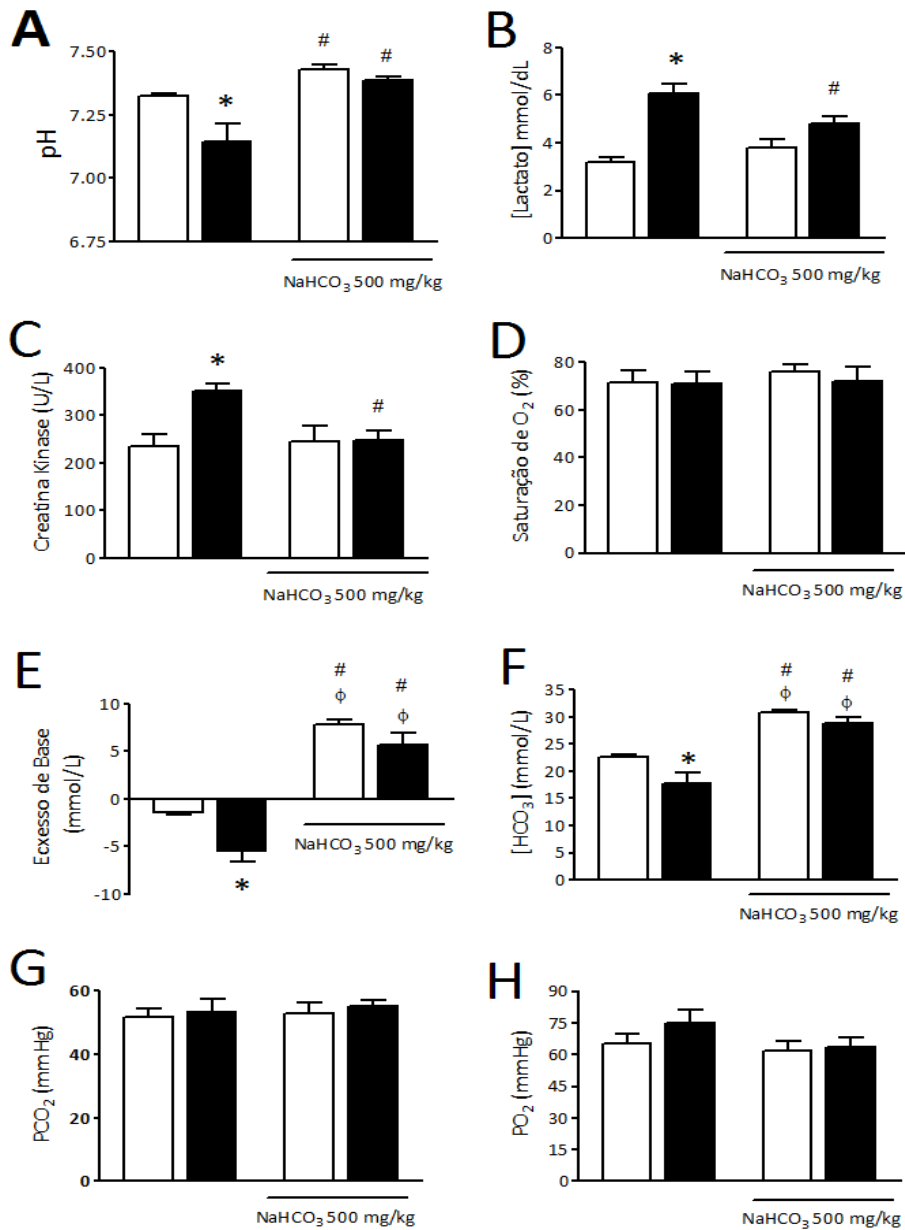 A
pH
7.50
7.25
7.00
6.75
*
#
#
NaHCO₃ 500 mg/kg
B
[Lactato] mmol/dL
8
6
4
2
0
*
#
NaHCO₃ 500 mg/kg
C
Creatina Kinase (U/L)
400
300
200
100
0
*
#
NaHCO₃ 500 mg/kg
D
Saturação de O₂ (%)
80
60
40
20
0
NaHCO₃ 500 mg/kg
E
Ecxesso de Base
(mmol/L)
10
5
0
-5
-10
*
#
ϕ
#
ϕ
NaHCO₃ 500 mg/kg
F
[HCO₃] (mmol/L)
35
30
25
20
15
10
5
0
*
#
ϕ
#
ϕ
NaHCO₃ 500 mg/kg
G
PCO₂ (mmHg)
60
40
20
0
NaHCO₃ 500 mg/kg
H
PO₂ (mmHg)
90
75
60
45
30
15
0
NaHCO₃ 500 mg/kg